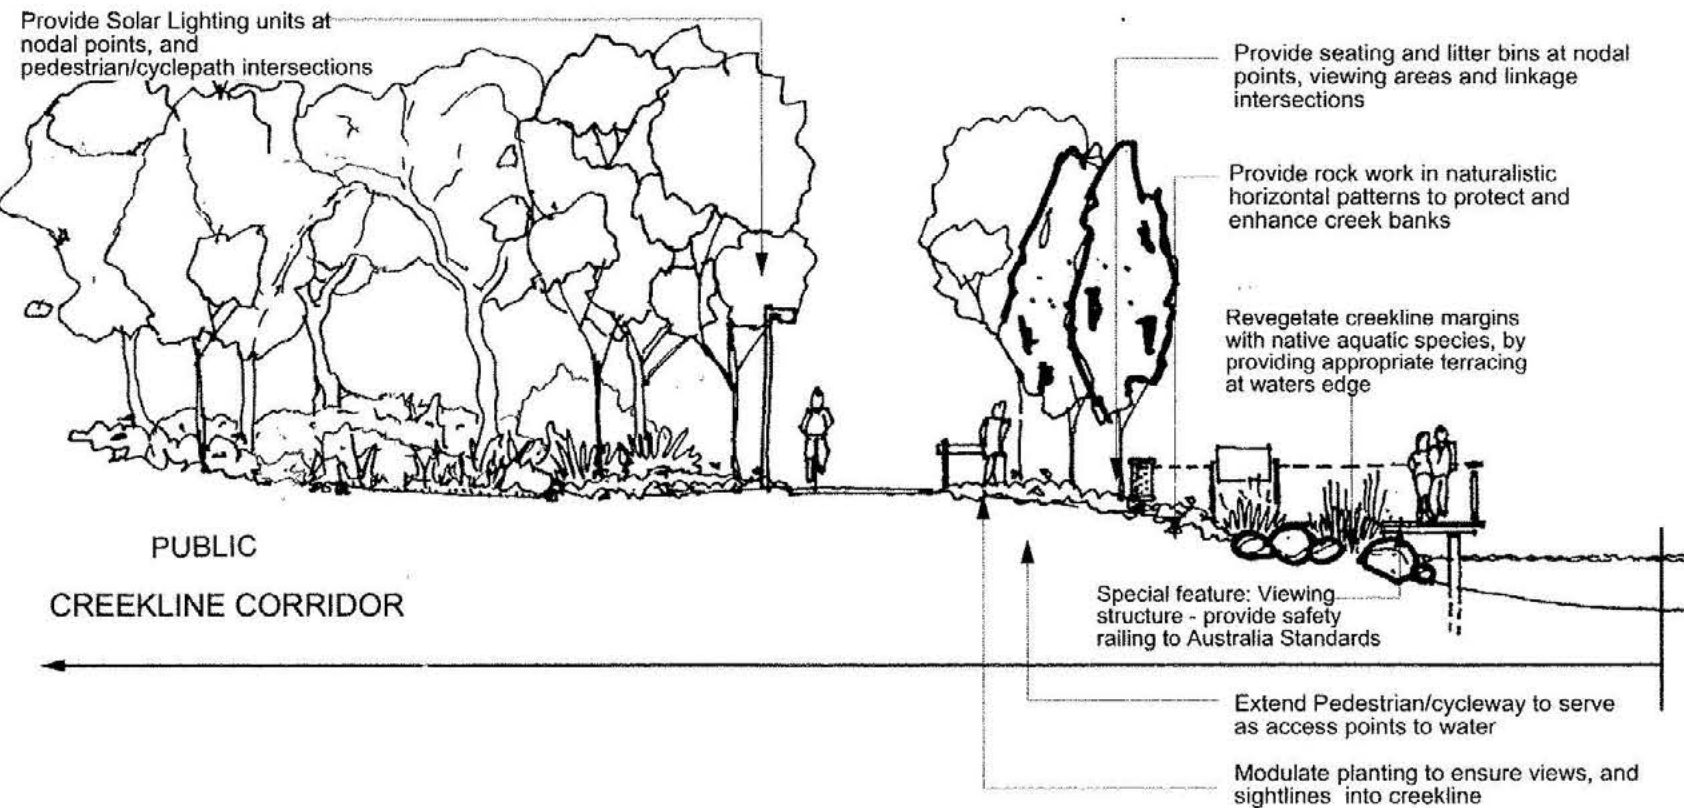 Provide Solar Lighting units at
nodal points, and
pedestrian/cyclepath intersections
Provide seating and litter bins at nodal
points, viewing areas and linkage
intersections
Provide rock work in naturalistic
horizontal patterns to protect and
enhance creek banks
Revegetate creekline margins
with native aquatic species, by
providing appropriate terracing
at waters edge
PUBLIC
CREEKLINE CORRIDOR
Special feature: Viewing
structure - provide safety
railing to Australia Standards
Extend Pedestrian/cycleway to serve
as access points to water
Modulate planting to ensure views, and
sightlines into creekline